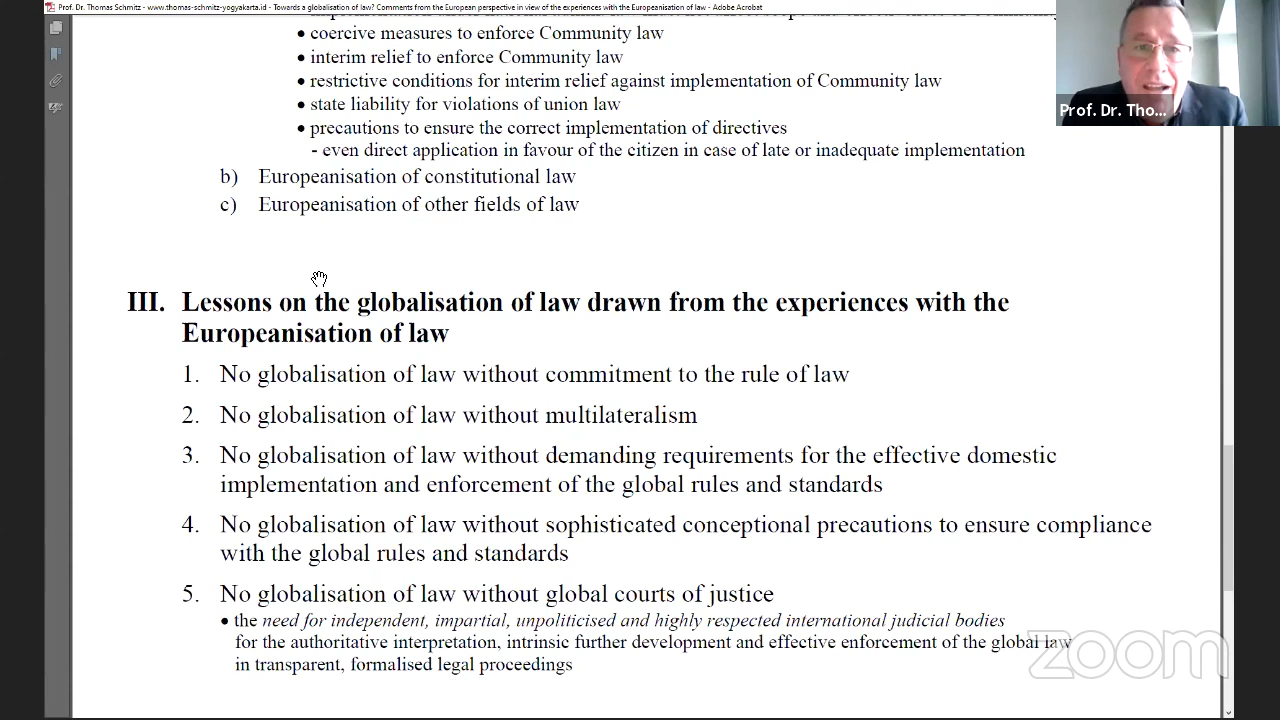 Prof. Dr. Thomas Schmitz - www.thomas-schmitz-yogyakarta.id - Towards a globalisation of law? Comments from the European perspective in view of the experiences with the Europeanisation of law - Adobe Acrobat
• coercive measures to enforce Community law
• interim relief to enforce Community law
• restrictive conditions for interim relief against implementation of Community law
• state liability for violations of union law
• precautions to ensure the correct implementation of directives
- even direct application in favour of the citizen in case of late or inadequate implementation
b) Europeanisation of constitutional law
c) Europeanisation of other fields of law
Prof. Dr. Tho...
III. Lessons on the globalisation of law drawn from the experiences with the
Europeanisation of law
1. No globalisation of law without commitment to the rule of law
2. No globalisation of law without multilateralism
3. No globalisation of law without demanding requirements for the effective domestic
implementation and enforcement of the global rules and standards
4. No globalisation of law without sophisticated conceptional precautions to ensure compliance
with the global rules and standards
5. No globalisation of law without global courts of justice
• the need for independent, impartial, unpoliticised and highly respected international judicial bodies
for the authoritative interpretation, intrinsic further development and effective enforcement of the global law
in transparent, formalised legal proceedings
zoom